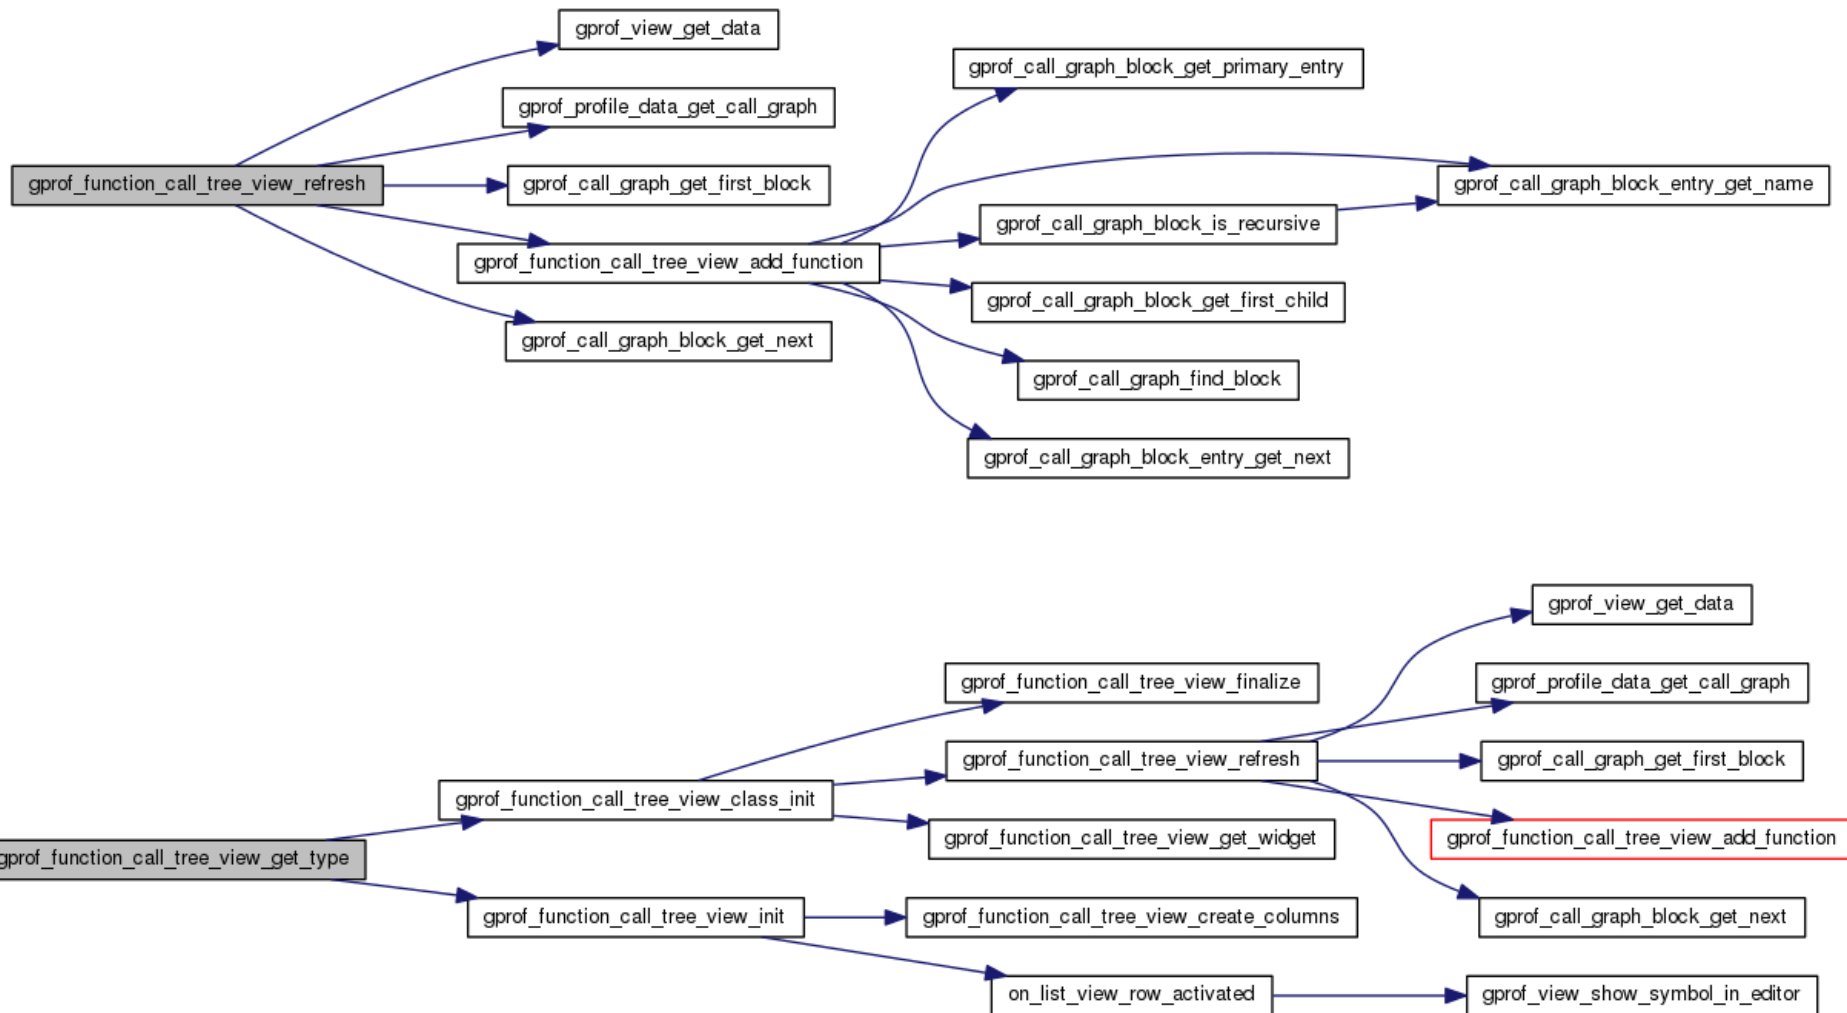 gprof_view_get_data
gprof_call_graph_block_get_primary_entry
gprof_profile_data_get_call_graph
gprof_function_call_tree_view_refresh
gprof_call_graph_get_first_block
gprof_call_graph_block_entry_get_name
gprof_call_graph_block_is_recursive
gprof_function_call_tree_view_add_function
gprof_call_graph_block_get_first_child
gprof_call_graph_block_get_next
gprof_call_graph_find_block
gprof_call_graph_block_entry_get_next
gprof_view_get_data
gprof_function_call_tree_view_finalize
gprof_profile_data_get_call_graph
gprof_function_call_tree_view_refresh
gprof_call_graph_get_first_block
gprof_function_call_tree_view_class_init
gprof_function_call_tree_view_get_widget
gprof_function_call_tree_view_add_function
gprof_function_call_tree_view_get_type
gprof_function_call_tree_view_init
gprof_function_call_tree_view_create_columns
gprof_call_graph_block_get_next
on_list_view_row_activated
gprof_view_show_symbol_in_editor